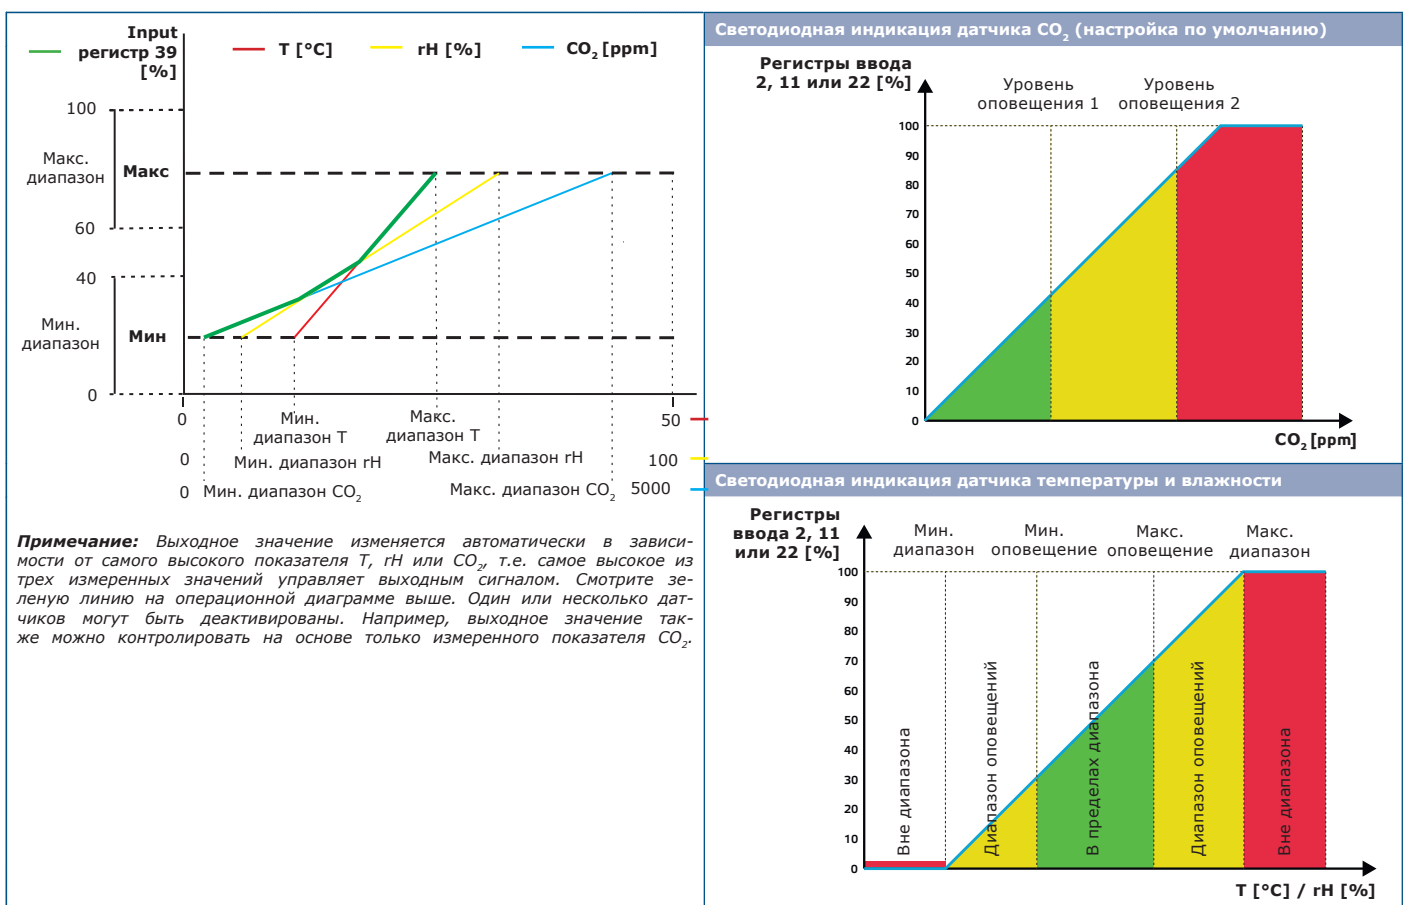 Input
регистр 39
[%]
T [°C]
rH [%]
CO2 [ppm]
100
Макс.
диапазон
Макс
60
40
Мин.
диапазон
Мин
0
0
Мин.
диапазон T
Макс.
диапазон T
50
0
Мин. диапазон rH
Макс. диапазон rH
100
0
Мин. диапазон CO2
Макс. диапазон CO2
5000
Примечание: Выходное значение изменяется автоматически в зависи-
мости от самого высокого показателя T, rH или CO2, т.е. самое высокое из
трех измеренных значений управляет выходным сигналом. Смотрите зе-
леную линию на операционной диаграмме выше. Один или несколько дат-
чиков могут быть деактивированы. Например, выходное значение так-
же можно контролировать на основе только измеренного показателя CO2.
Светодиодная индикация датчика CO2 (настройка по умолчанию)
Регистры ввода
2, 11 или 22 [%]
Уровень
оповещения 1
Уровень
оповещения 2
100
90
80
70
60
50
40
30
20
10
0
CO2 [ppm]
Светодиодная индикация датчика температуры и влажности
Регистры
ввода 2, 11
или 22 [%]
Мин.
диапазон
Мин.
оповещение
Макс.
оповещение
Макс.
диапазон
100
90
80
70
60
50
40
30
20
10
0
Вне диапазона
Диапазон оповещений
В пределах диапазона
Диапазон оповещений
Вне диапазона
T [°C] / rH [%]